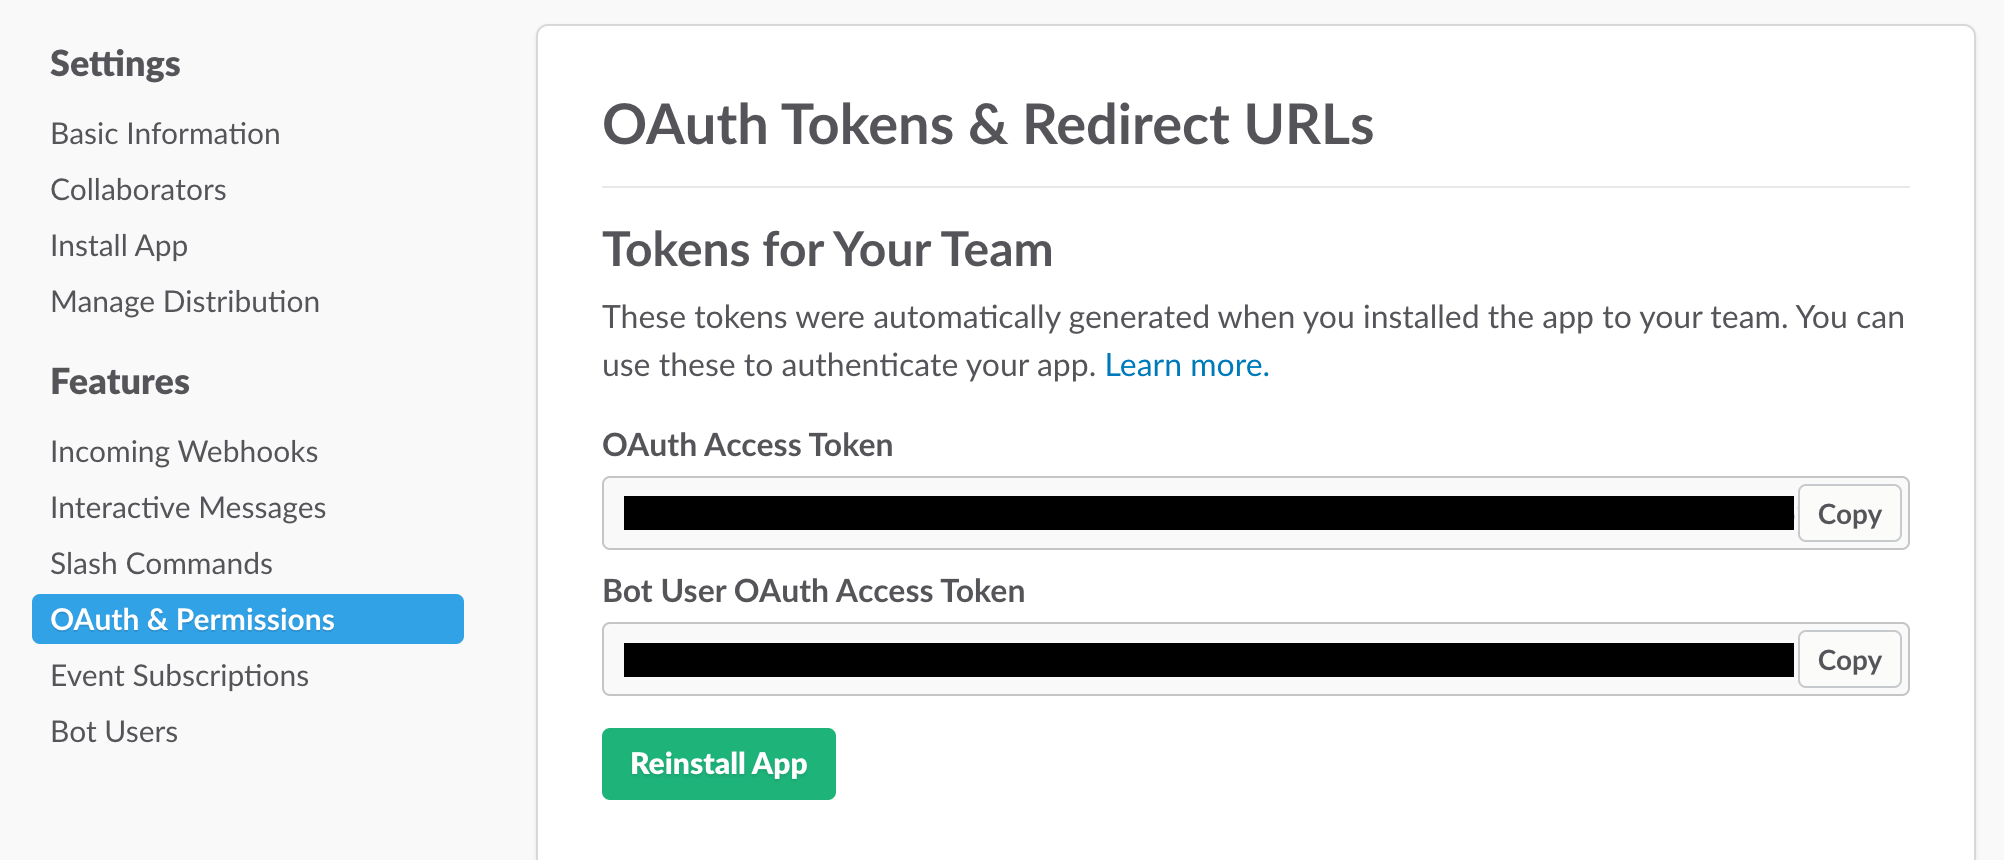 Settings
Basic Information
Collaborators
Install App
Manage Distribution
Features
Incoming Webhooks
Interactive Messages
Slash Commands
OAuth & Permissions
Event Subscriptions
Bot Users
OAuth Tokens & Redirect URLs
Tokens for Your Team
These tokens were automatically generated when you installed the app to your team. You can
use these to authenticate your app. Learn more.
OAuth Access Token
Copy
Bot User OAuth Access Token
Copy
Reinstall App